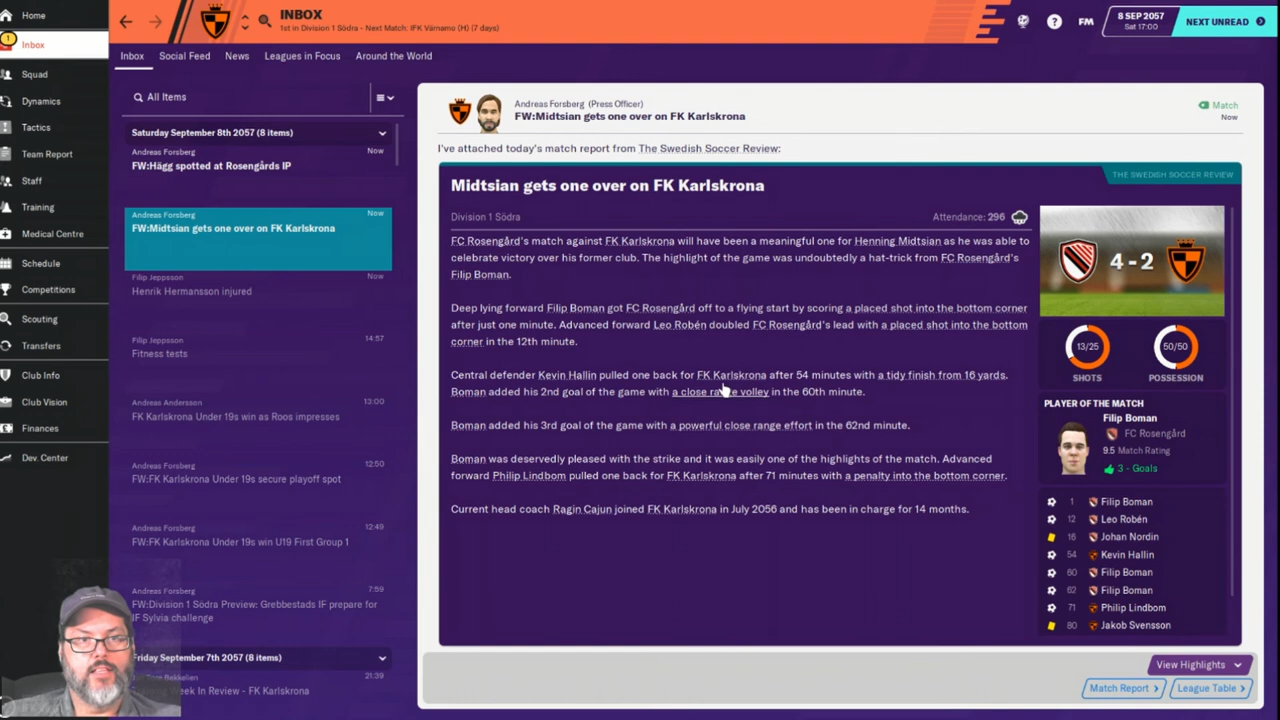 Home
Inbox
Squad
Dynamics
Tactics
Team Report
Staff
Training
Medical Centre
Schedule
Competitions
Scouting
Transfers
Club Info
Club Vision
Finances
Dev. Center
INBOX
1st in Division 1 Södra - Next Match: IFK Värnamo (H) (7 days)
FM
8 SEP 2057
Sat 17:00
NEXT UNREAD
Inbox Social Feed News Leagues in Focus Around the World
All Items
Saturday September 8th 2057 (8 items)
Andreas Forsberg Now
FW:Hägg spotted at Rosengårds IP
Andreas Forsberg Now
FW:Midtsian gets one over on FK Karlskrona
Filip Jeppsson Now
Henrik Hermansson injured
Filip Jeppsson 14:57
Fitness tests
Andreas Andersson 13:00
FK Karlskrona Under 19s win as Roos impresses
Andreas Forsberg 12:50
FW:FK Karlskrona Under 19s secure playoff spot
Andreas Forsberg 12:49
FW:FK Karlskrona Under 19s win U19 First Group 1
Andreas Forsberg 7:59
FW:Division 1 Södra Preview: Grebbestads IF prepare for
IF Sylvia challenge
Friday September 7th 2057 (8 items)
21:39
Week In Review - FK Karlskrona
Andreas Forsberg (Press Officer)
FW:Midtsian gets one over on FK Karlskrona
Match
Now
I've attached today's match report from The Swedish Soccer Review:
THE SWEDISH SOCCER REVIEW
Midtsian gets one over on FK Karlskrona
Division 1 Södra Attendance: 296
FC Rosengård's match against FK Karlskrona will have been a meaningful one for Henning Midtsian as he was able to
celebrate victory over his former club. The highlight of the game was undoubtedly a hat-trick from FC Rosengård's
Filip Boman.
Deep lying forward Filip Boman got FC Rosengård off to a flying start by scoring a placed shot into the bottom corner
after just one minute. Advanced forward Leo Robén doubled FC Rosengård's lead with a placed shot into the bottom
corner in the 12th minute.
Central defender Kevin Hallin pulled one back for FK Karlskrona after 54 minutes with a tidy finish from 16 yards.
Boman added his 2nd goal of the game with a close range volley in the 60th minute.
Boman added his 3rd goal of the game with a powerful close range effort in the 62nd minute.
Boman was deservedly pleased with the strike and it was easily one of the highlights of the match. Advanced
forward Philip Lindbom pulled one back for FK Karlskrona after 71 minutes with a penalty into the bottom corner.
Current head coach Ragin Cajun joined FK Karlskrona in July 2056 and has been in charge for 14 months.
4-2
13/25
SHOTS
50/50
POSSESSION
PLAYER OF THE MATCH
Filip Boman
FC Rosengård
9.5 Match Rating
3 - Goals
1 Filip Boman
12 Leo Robén
16 Johan Nordin
54 Kevin Hallin
60 Filip Boman
62 Filip Boman
71 Philip Lindbom
80 Jakob Svensson
View Highlights
Match Report
League Table